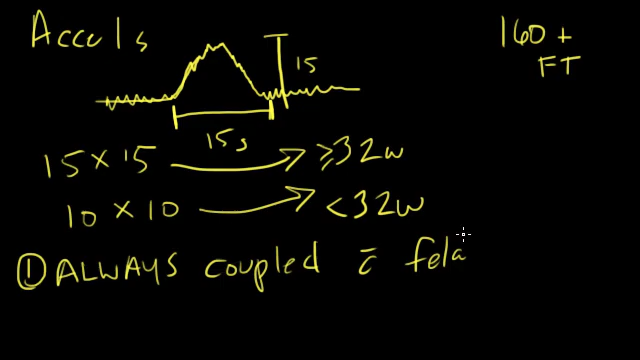 Accels
160+
FT
15
15s
15 × 15 → ≥32w
10 × 10 → <32w
① ALWAYS coupled c̄ fela